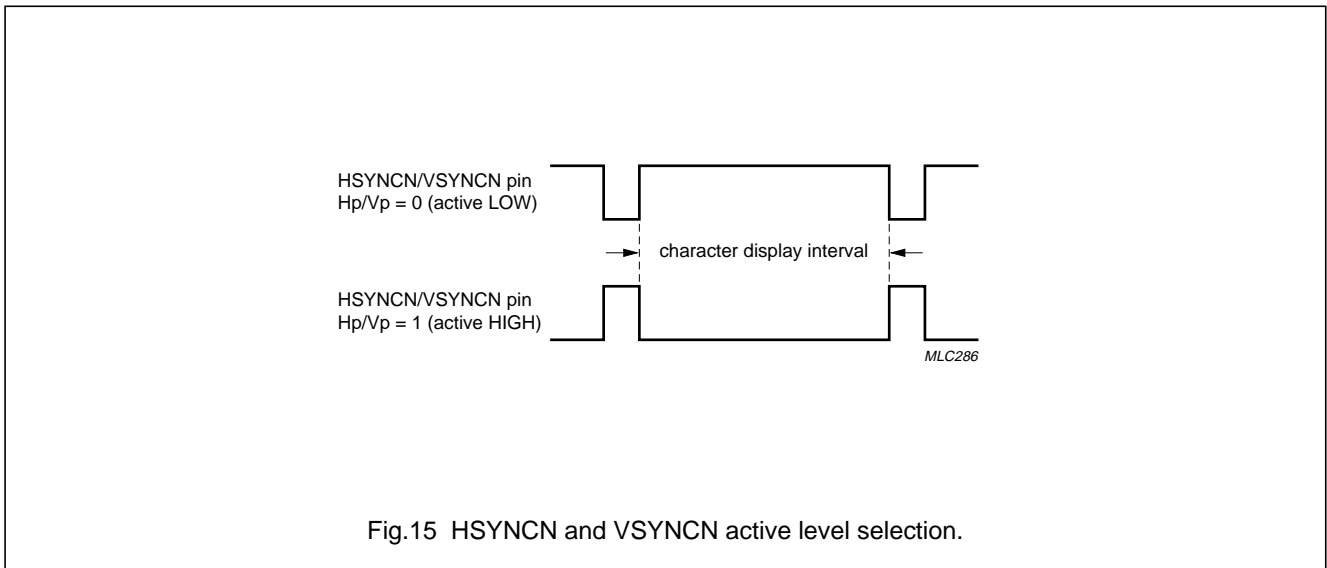 HSYNCN/VSYNCN pin
Hp/Vp = 0 (active LOW)
character display interval
HSYNCN/VSYNCN pin
Hp/Vp = 1 (active HIGH)
MLC286
Fig.15 HSYNCN and VSYNCN active level selection.